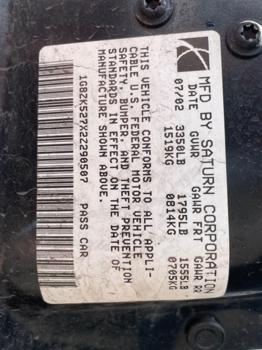 MFD BY SATURN CORPORATION
DATE GVWR GAWR FRT GAWR RR
07/02 3350LB 1795LB 1555LB
1519KG 0814KG 0705KG
THIS VEHICLE CONFORMS TO ALL APPLI-
CABLE U.S. FEDERAL MOTOR VEHICLE
SAFETY, BUMPER, AND THEFT PREVENTION
STANDARDS IN EFFECT ON THE DATE OF
MANUFACTURE SHOWN ABOVE.
1G8ZK527X2Z290507 PASS CAR